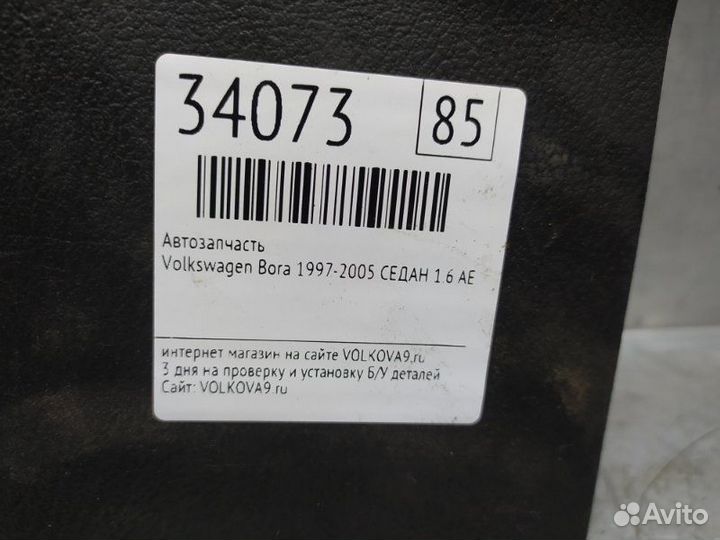 34073 85
Автозапчасть
Volkswagen Bora 1997-2005 СЕДАН 1.6 AE
интернет магазин на сайте VOLKOVA9.ru
3 дня на проверку и установку Б/У деталей
Сайт: VOLKOVA9.ru
Avito